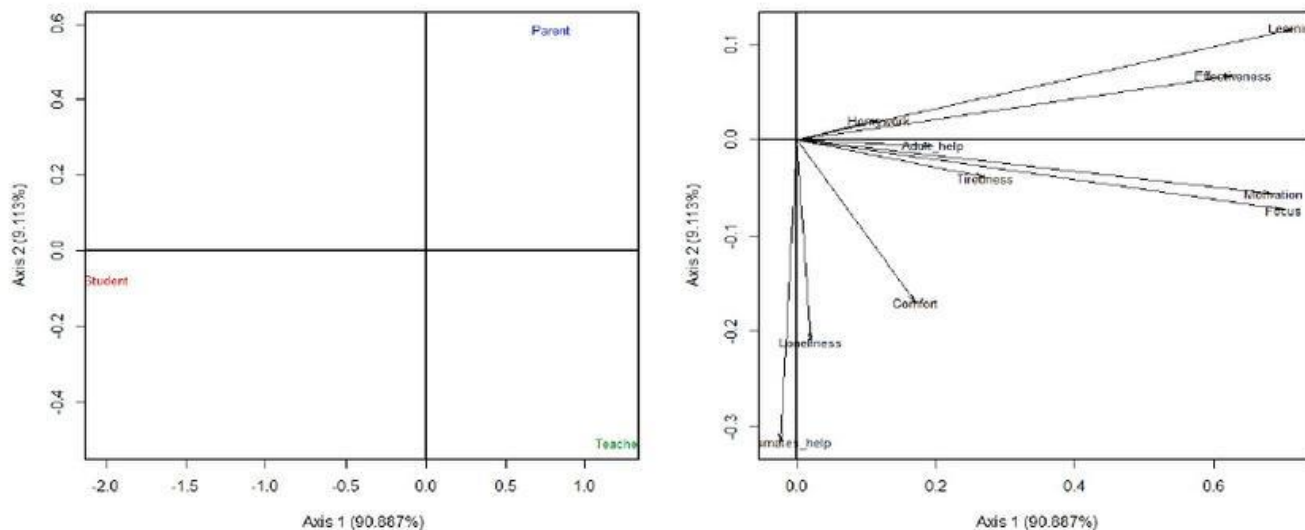 Parent
Student
Teache
0.6
0.4
0.2
0.0
-0.2
-0.4
Axis 2 (9.113%)
-2.0 -1.5 -1.0 -0.5 0.0 0.5 1.0
Axis 1 (90.887%)
Learni
Effectiveness
Homework
Adult_help
Tiredness
Motivation
Focus
Comfort
Loneliness
umates_help
0.1
0.0
-0.1
-0.2
-0.3
Axis 2 (9.113%)
0.0 0.2 0.4 0.6
Axis 1 (90.887%)